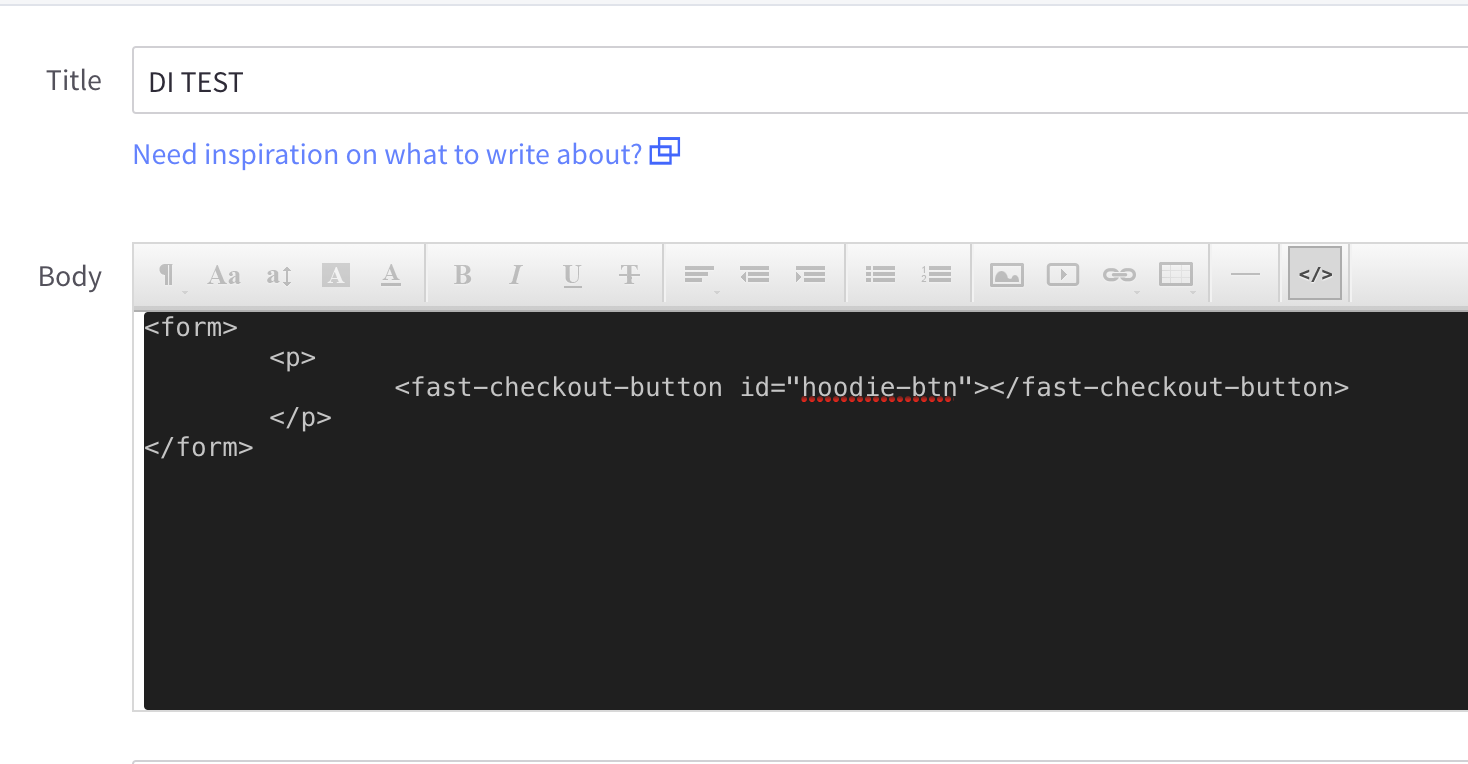 Title
DI TEST
Need inspiration on what to write about?
Body
¶ Aa a↕ A A B I U T </>
<form>
<p>
<fast-checkout-button id="hoodie-btn"></fast-checkout-button>
</p>
</form>